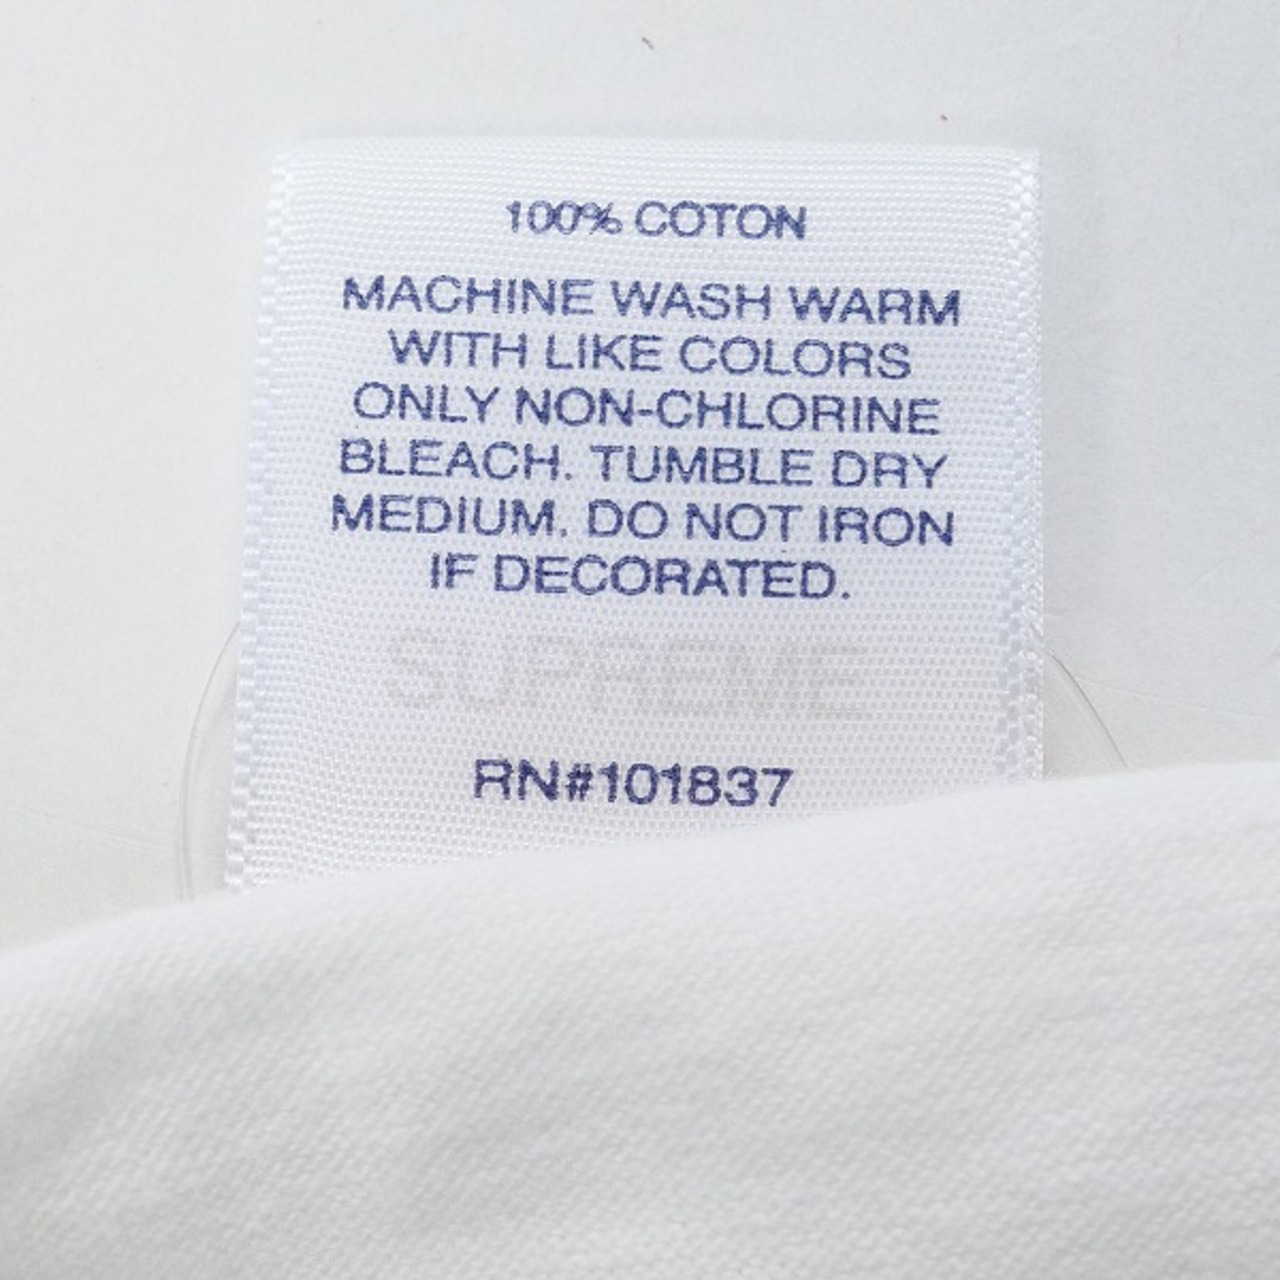 100% COTON
MACHINE WASH WARM
WITH LIKE COLORS
ONLY NON-CHLORINE
BLEACH. TUMBLE DRY
MEDIUM. DO NOT IRON
IF DECORATED.
SUPREME
RN#101837